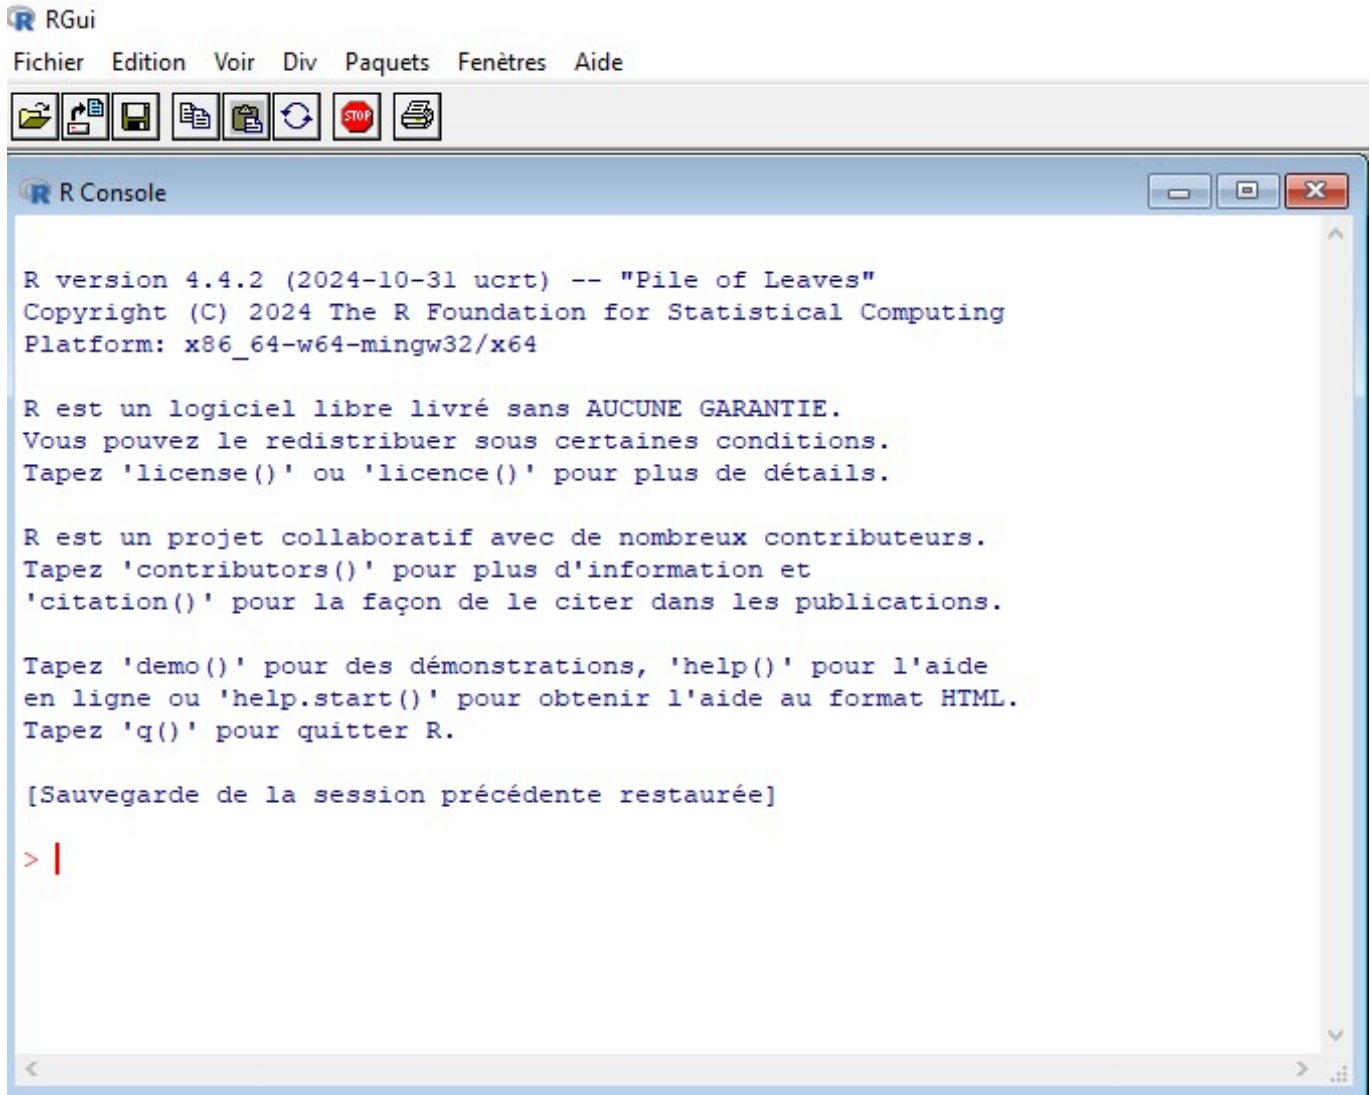 RGui
Fichier Edition Voir Div Paquets Fenêtres Aide
STOP
R Console
R version 4.4.2 (2024-10-31 ucrt) -- "Pile of Leaves"
Copyright (C) 2024 The R Foundation for Statistical Computing
Platform: x86_64-w64-mingw32/x64
R est un logiciel libre livré sans AUCUNE GARANTIE.
Vous pouvez le redistribuer sous certaines conditions.
Tapez 'license()' ou 'licence()' pour plus de détails.
R est un projet collaboratif avec de nombreux contributeurs.
Tapez 'contributors()' pour plus d'information et
'citation()' pour la façon de le citer dans les publications.
Tapez 'demo()' pour des démonstrations, 'help()' pour l'aide
en ligne ou 'help.start()' pour obtenir l'aide au format HTML.
Tapez 'q()' pour quitter R.
[Sauvegarde de la session précédente restaurée]
>